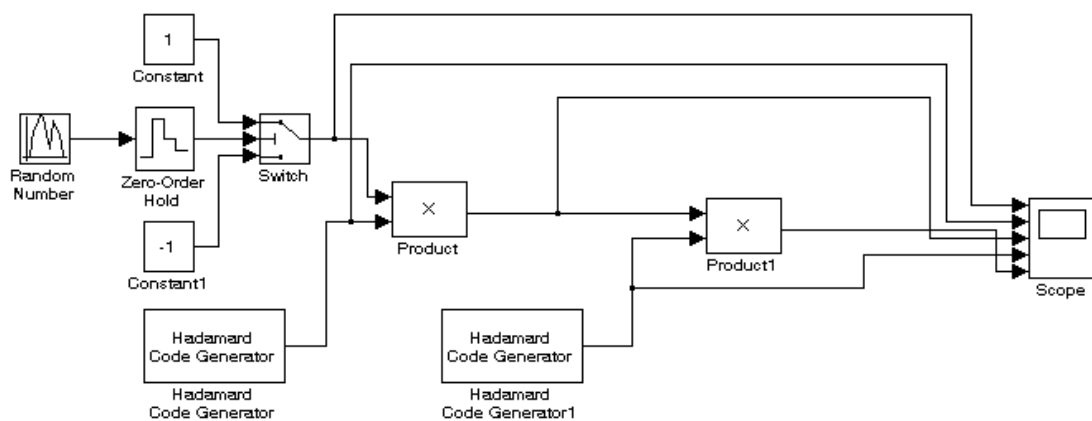 1
Constant
Random
Number
Zero-Order
Hold
Switch
-1
Constant1
×
Product
×
Product1
Scope
Hadamard
Code Generator
Hadamard
Code Generator
Hadamard
Code Generator
Hadamard
Code Generator1